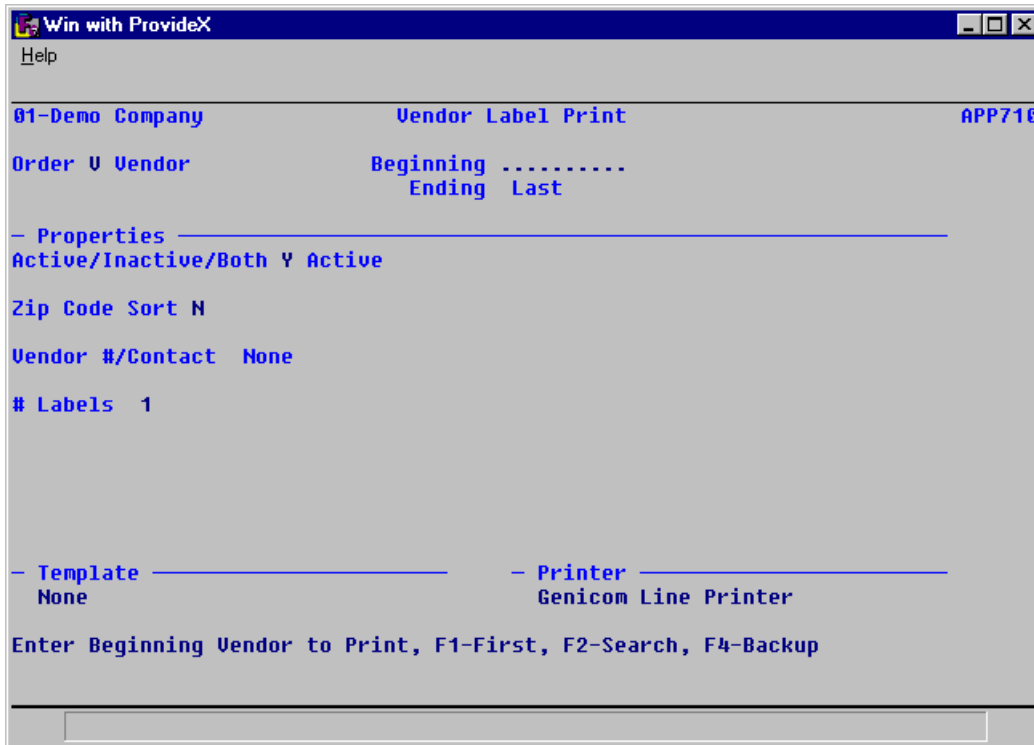 Win with ProvideX
Help
01-Demo Company Vendor Label Print APP710
Order V Vendor Beginning ..........
Ending Last
Properties
Active/Inactive/Both Y Active
Zip Code Sort N
Vendor #/Contact None
# Labels 1
Template Printer
None Genicom Line Printer
Enter Beginning Vendor to Print, F1-First, F2-Search, F4-Backup